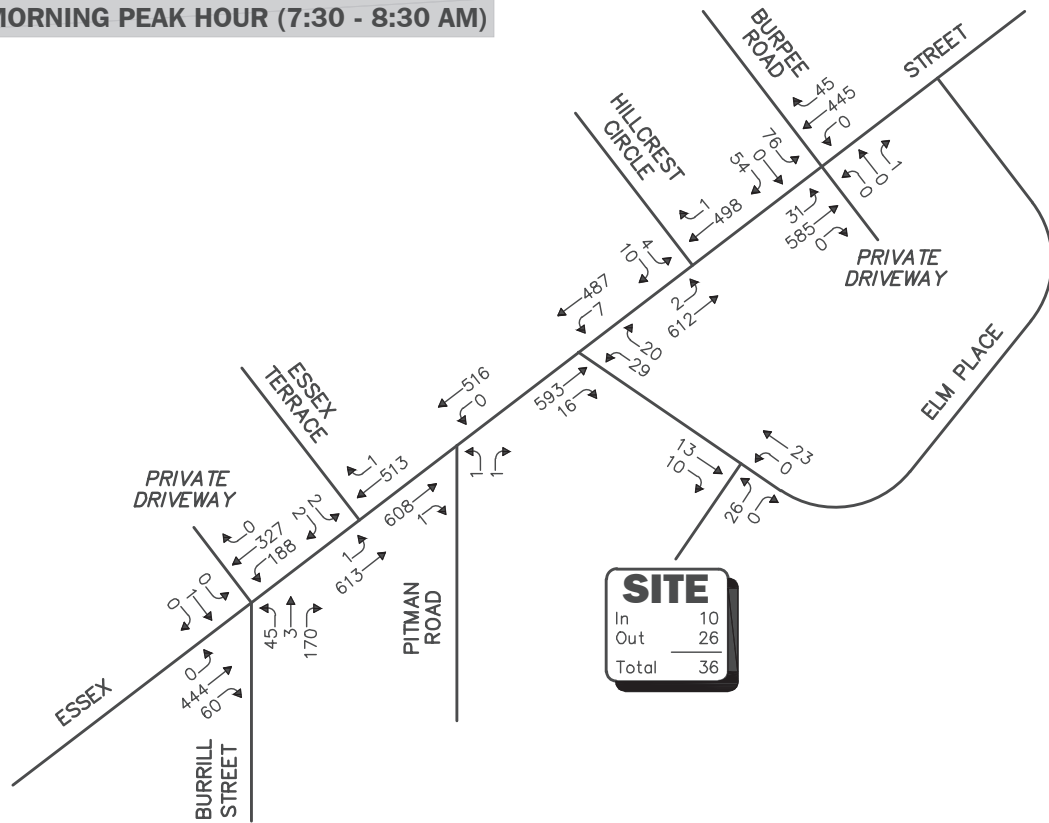 MORNING PEAK HOUR (7:30 - 8:30 AM)
BURPEE
ROAD
STREET
45
445
0
HILLCREST
CIRCLE
76
0
54
1
0
0
31
585
0
PRIVATE
DRIVEWAY
1
498
4
10
2
612
487
7
20
29
593
16
ELM PLACE
ESSEX
TERRACE
516
0
1
1
13
10
23
0
26
0
PRIVATE
DRIVEWAY
1
513
608
1
2
2
1
613
0
327
188
0
1
0
45
3
170
0
444
60
PITMAN
ROAD
ESSEX
BURRILL
STREET
SITE
In 10
Out 26
Total 36